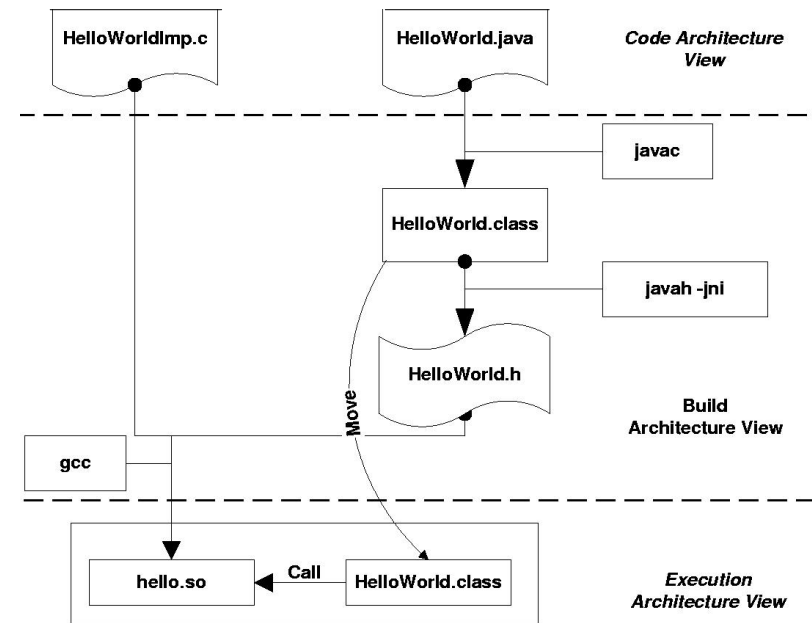 HelloWorldImp.c
HelloWorld.java
Code Architecture
View
javac
HelloWorld.class
javah -jni
HelloWorld.h
Move
Build
Architecture View
gcc
hello.so
Call
HelloWorld.class
Execution
Architecture View